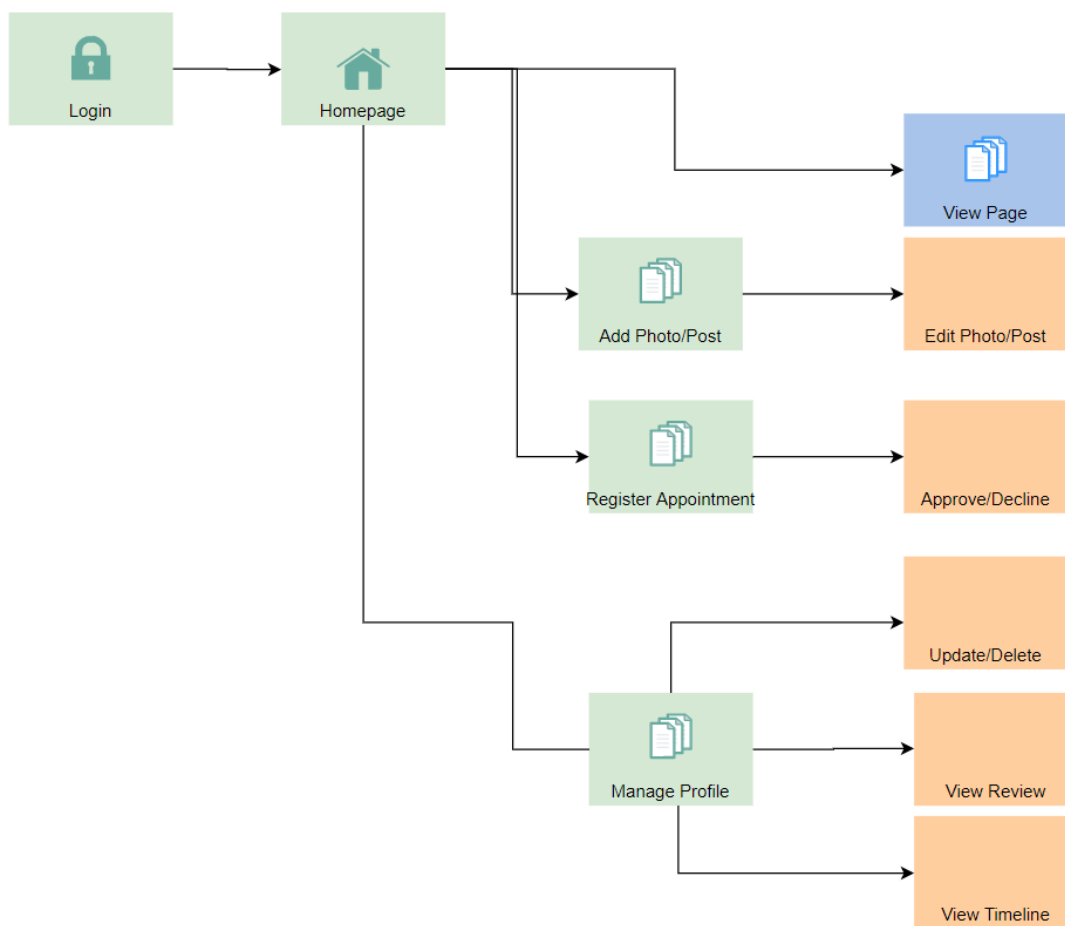 Login
Homepage
View Page
Add Photo/Post
Edit Photo/Post
Register Appointment
Approve/Decline
Update/Delete
Manage Profile
View Review
View Timeline